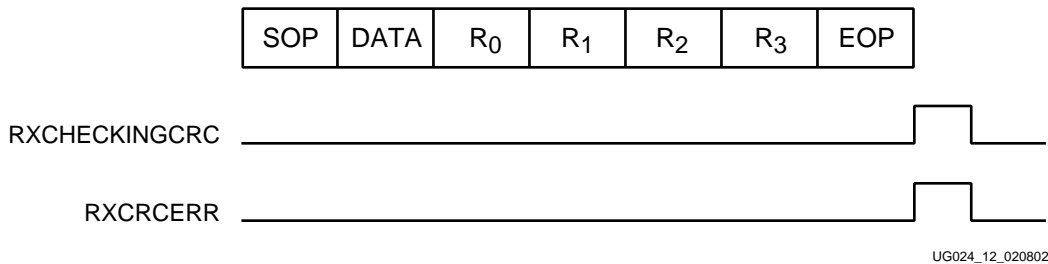 SOP DATA R0 R1 R2 R3 EOP
RXCHECKINGCRC
RXCRCERR
UG024_12_020802